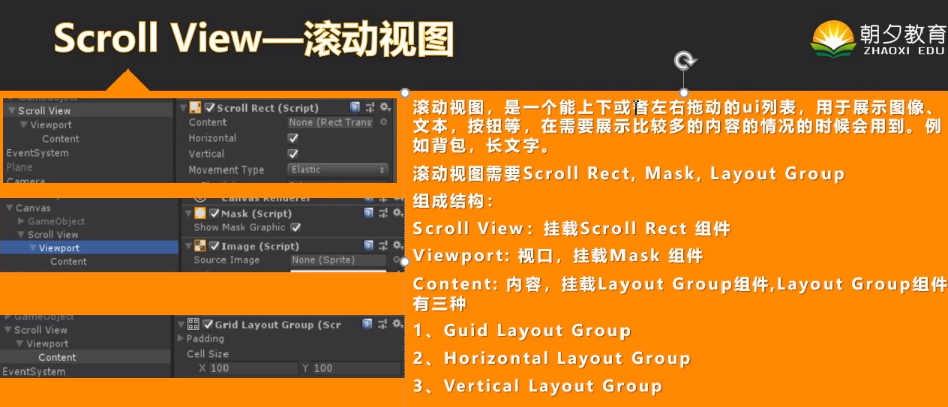 Scroll View—滚动视图
朝夕教育
ZHAOXI EDU
Scroll View
Viewport
Content
EventSystem
Plane
Camera
Scroll Rect (Script)
Content None (Rect Trans
Horizontal
Vertical
Movement Type Elastic
Canvas
GameObject
Scroll View
Viewport
Content
Canvas Renderer
Mask (Script)
Show Mask Graphic
Image (Script)
Source Image None (Sprite)
GameObject
Scroll View
Viewport
Content
EventSystem
Grid Layout Group (Scr
Padding
Cell Size
X 100 Y 100
滚动视图，是一个能上下或者左右拖动的ui列表，用于展示图像、
文本，按钮等，在需要展示比较多的内容的情况的时候会用到。例
如背包，长文字。
滚动视图需要Scroll Rect, Mask, Layout Group
组成结构：
Scroll View：挂载Scroll Rect 组件
Viewport: 视口，挂载Mask 组件
Content: 内容，挂载Layout Group组件,Layout Group组件
有三种
1、Guid Layout Group
2、Horizontal Layout Group
3、Vertical Layout Group